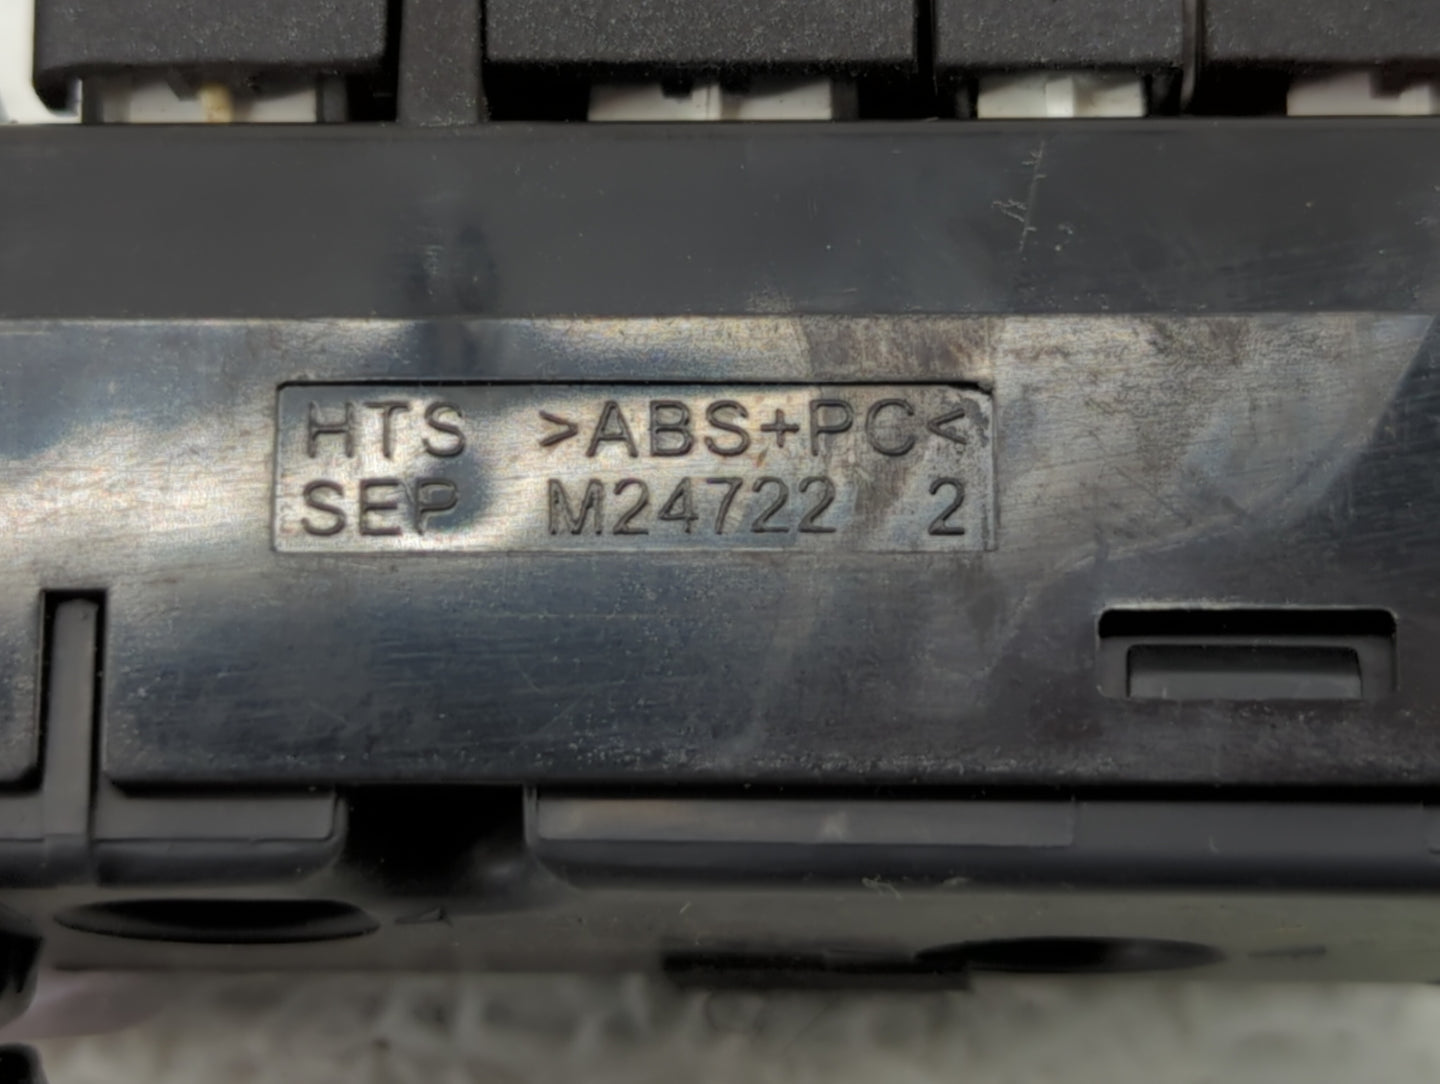 HTS >ABS+PC<
SEP M24722 2